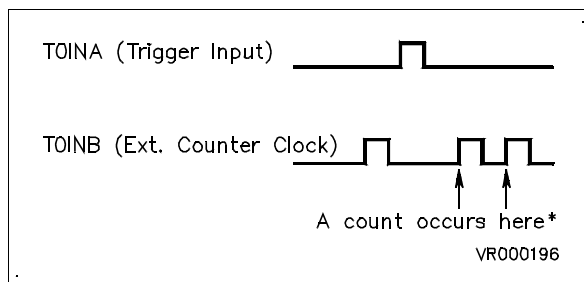 T0INA (Trigger Input)
T0INB (Ext. Counter Clock)
A count occurs here*
VR000196